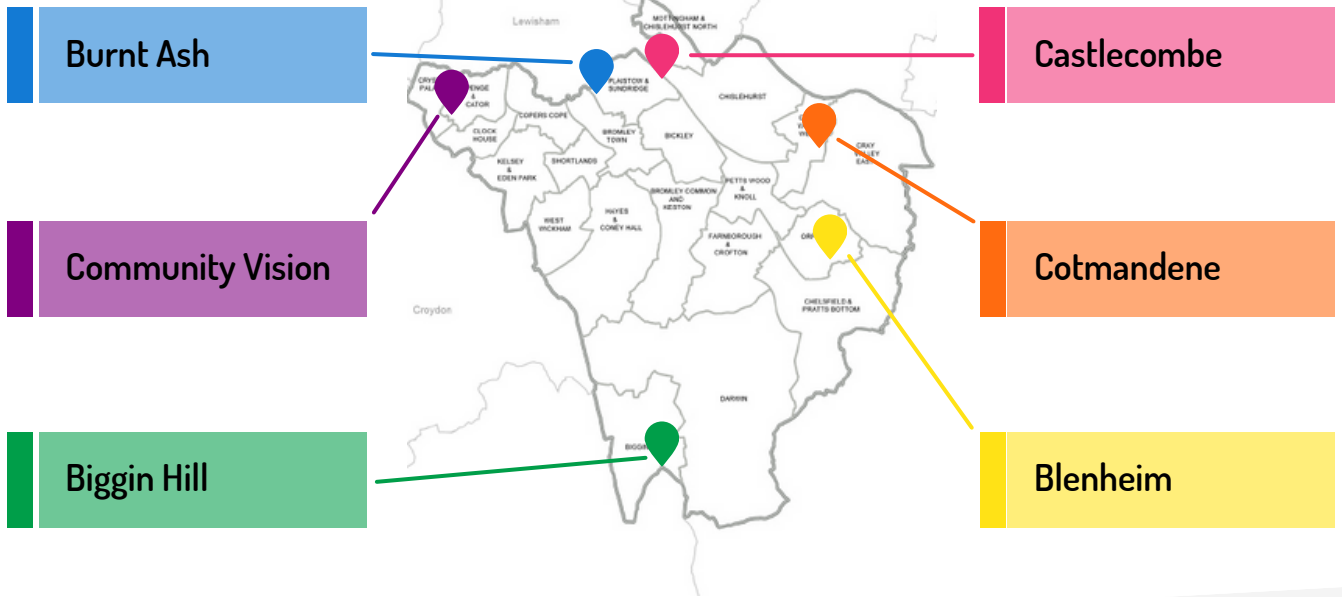 Burnt Ash
Community Vision
Biggin Hill
Castlecombe
Cotmandene
Blenheim
Lewisham
MOTTINGHAM &
CHISLEHURST NORTH
PLAISTOW &
SUNDRIDGE
CHISLEHURST
CATOR
COPERS COPE
CLOCK
HOUSE
BROMLEY
TOWN
BICKLEY
KELSEY
&
EDEN PARK
SHORTLANDS
PETTS WOOD
&
KNOLL
BROMLEY COMMON
AND
KESTON
HAYES
&
CONEY HALL
WEST
WICKHAM
FARNBOROUGH
&
CROFTON
CHELSFIELD &
PRATTS BOTTOM
Croydon
DARWIN